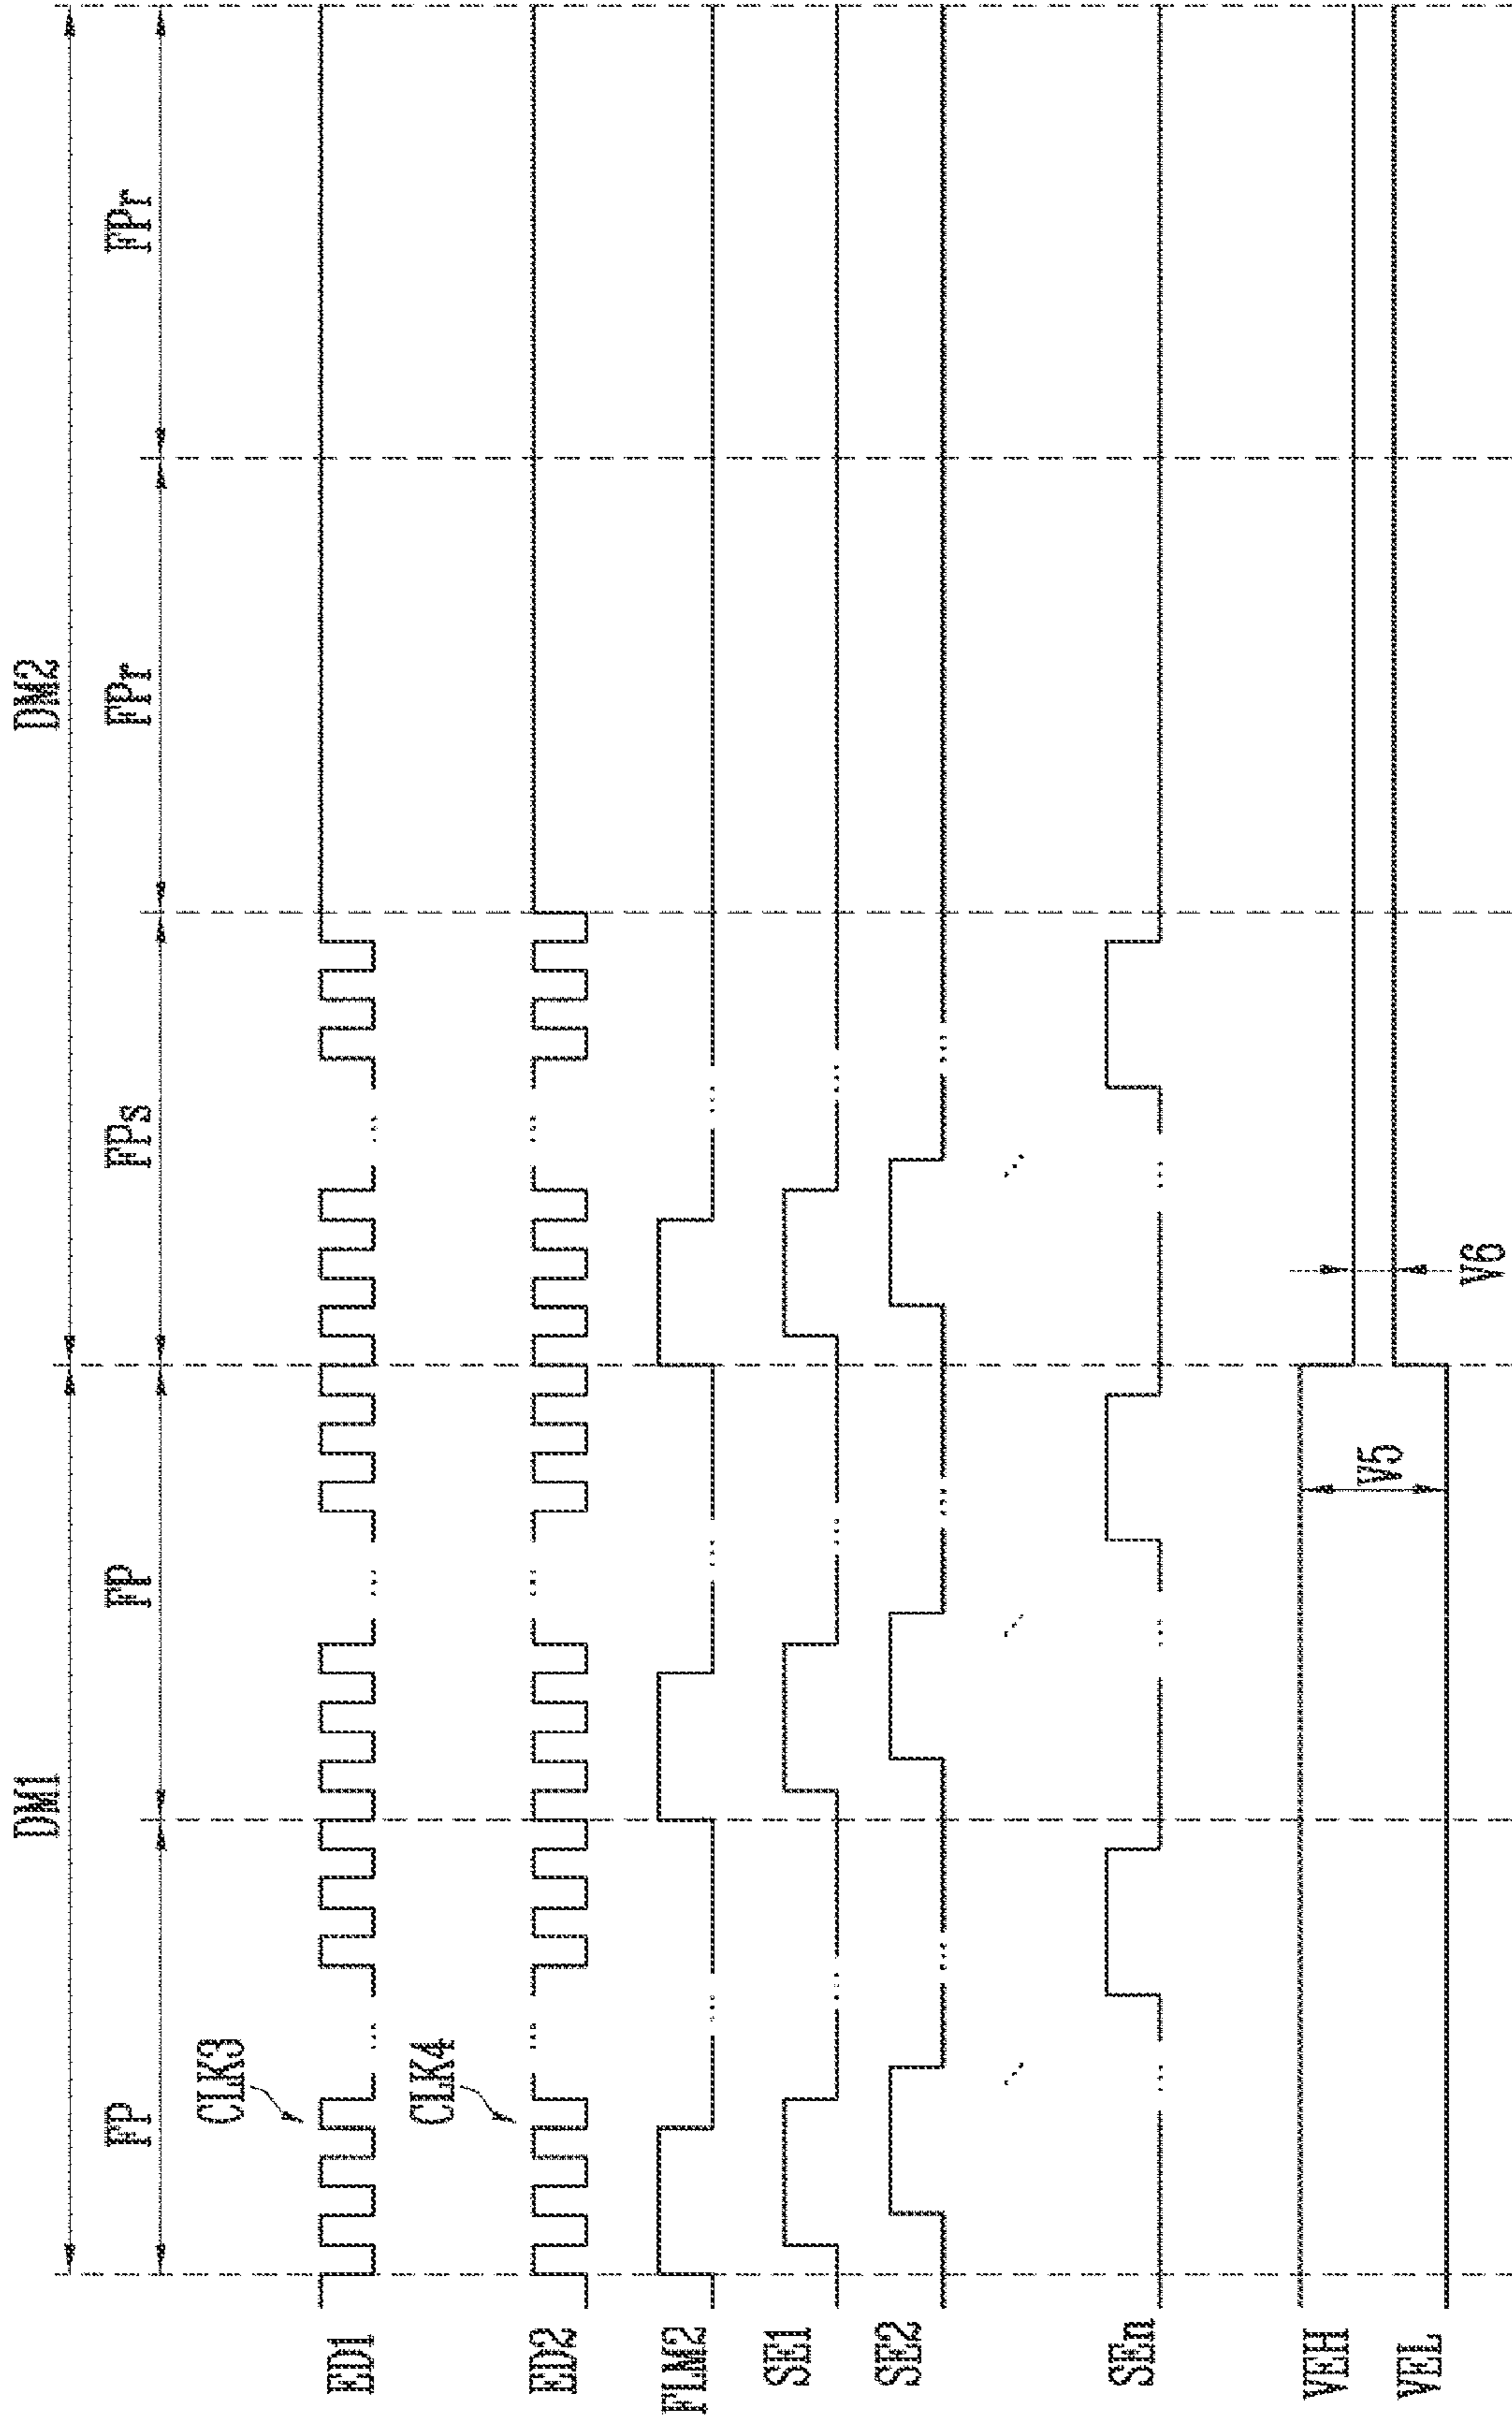 DM1 DM2
FP FP FPs FPr FPr
CLK3
ED1
CLK4
ED2
FLM2
SE1
SE2
SEn
VEH
V5
VEL
V6